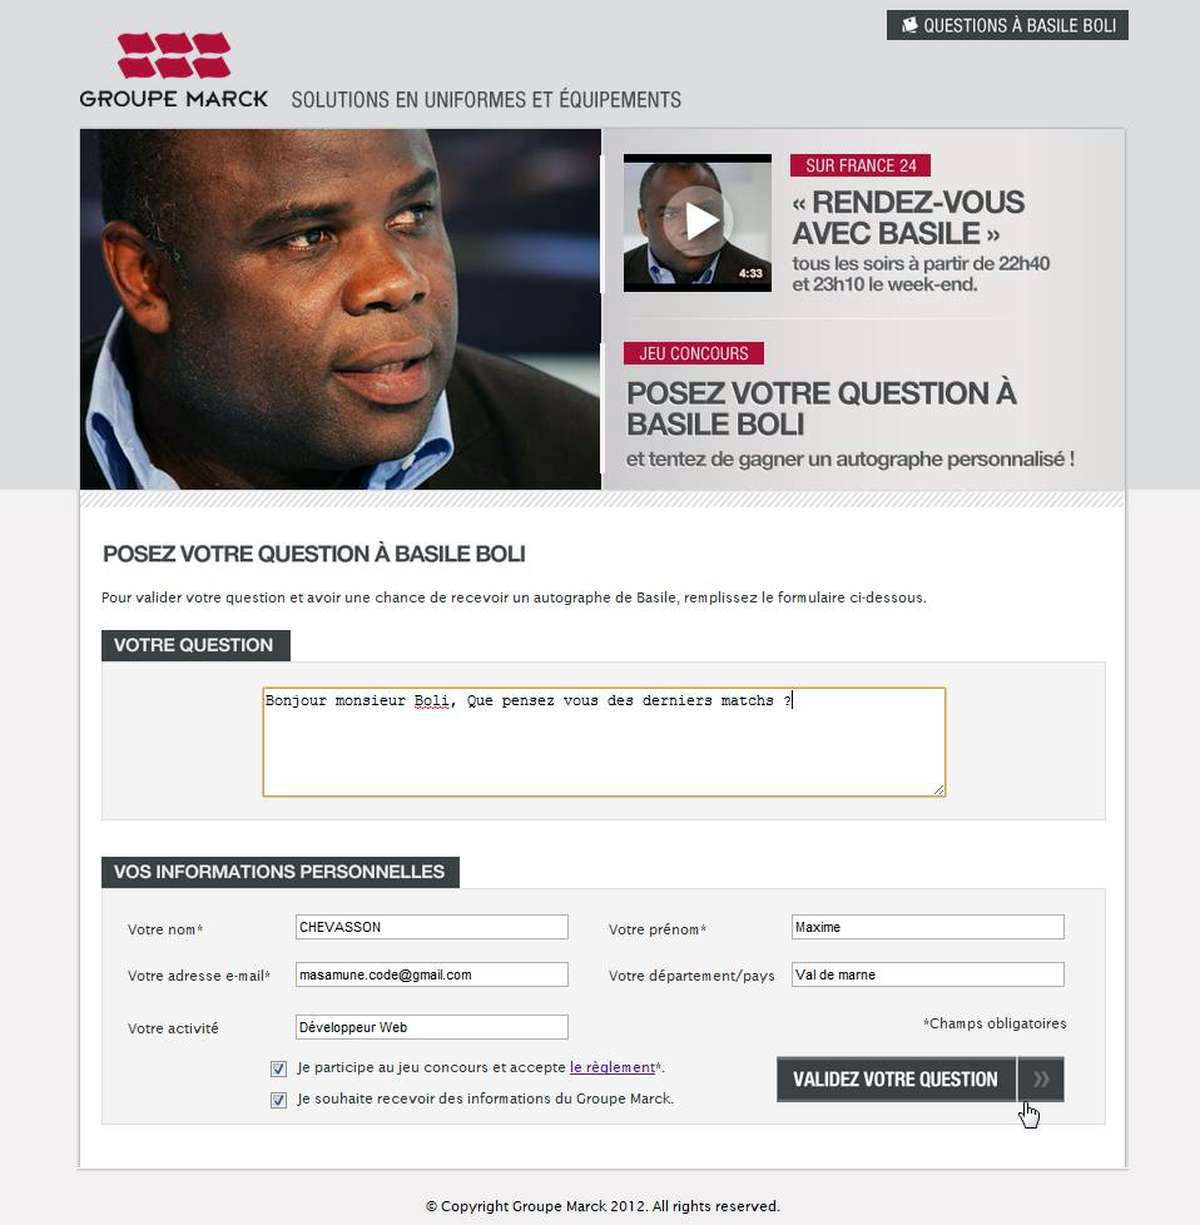 QUESTIONS À BASILE BOLI
GROUPE MARCK
SOLUTIONS EN UNIFORMES ET ÉQUIPEMENTS
SUR FRANCE 24
« RENDEZ-VOUS
AVEC BASILE »
tous les soirs à partir de 22h40
et 23h10 le week-end.
4:33
JEU CONCOURS
POSEZ VOTRE QUESTION À
BASILE BOLI
et tentez de gagner un autographe personnalisé !
POSEZ VOTRE QUESTION À BASILE BOLI
Pour valider votre question et avoir une chance de recevoir un autographe de Basile, remplissez le formulaire ci-dessous.
VOTRE QUESTION
Bonjour monsieur Boli, Que pensez vous des derniers matchs ?
VOS INFORMATIONS PERSONNELLES
Votre nom* CHEVASSON
Votre prénom* Maxime
Votre adresse e-mail* masamune.code@gmail.com
Votre département/pays Val de marne
Votre activité Développeur Web
*Champs obligatoires
Je participe au jeu concours et accepte le règlement*.
Je souhaite recevoir des informations du Groupe Marck.
VALIDEZ VOTRE QUESTION »
© Copyright Groupe Marck 2012. All rights reserved.